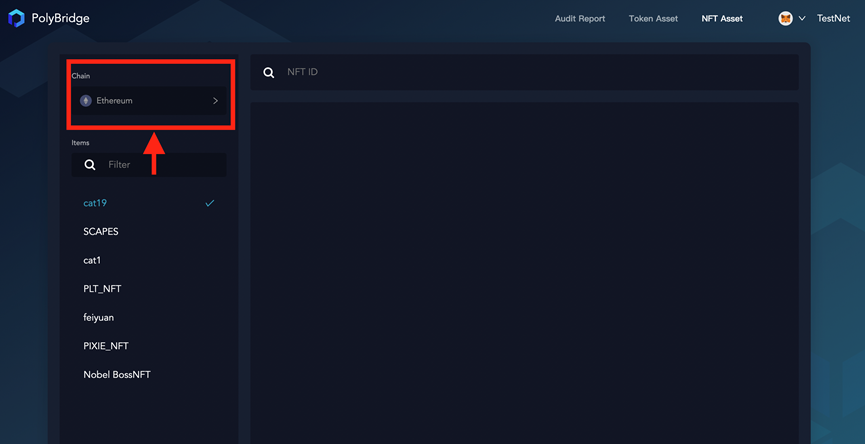 PolyBridge
Audit Report
Token Asset
NFT Asset
TestNet
Chain
Ethereum
Items
Filter
cat19
SCAPES
cat1
PLT_NFT
feiyuan
PIXIE_NFT
Nobel BossNFT
NFT ID